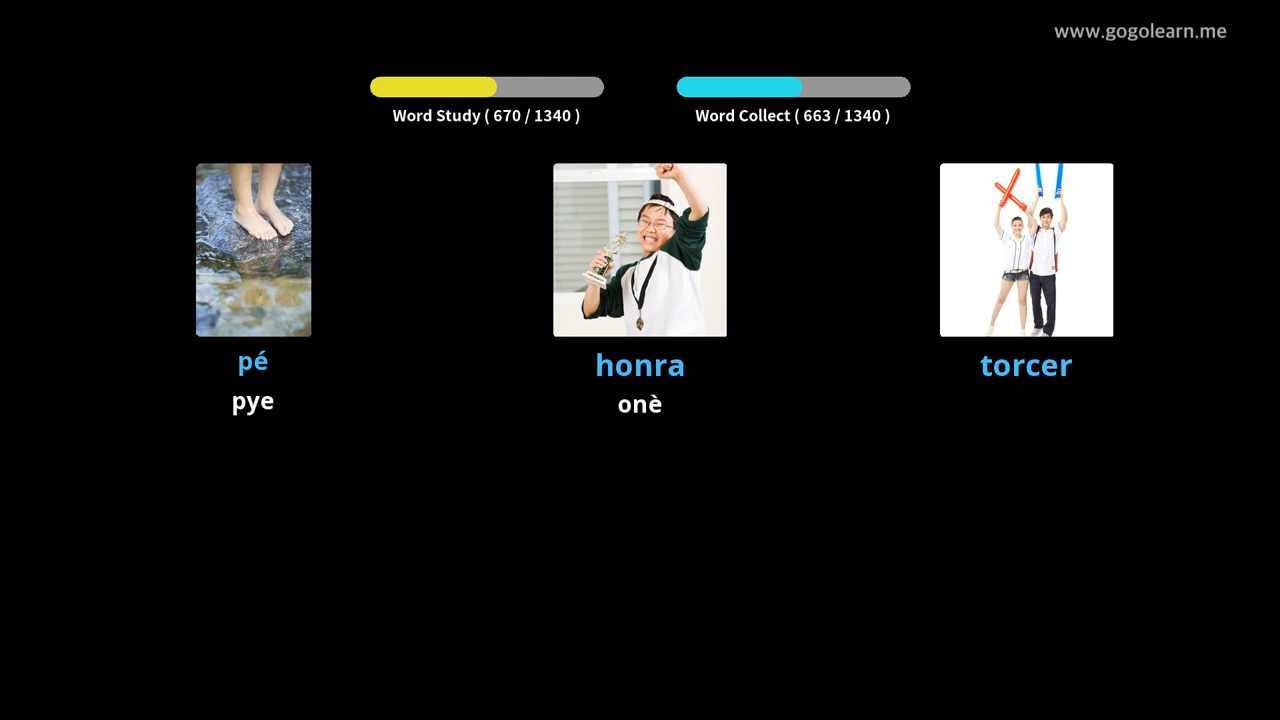 www.gogolearn.me
Word Study ( 670 / 1340 )
Word Collect ( 663 / 1340 )
pé
pye
honra
onè
torcer